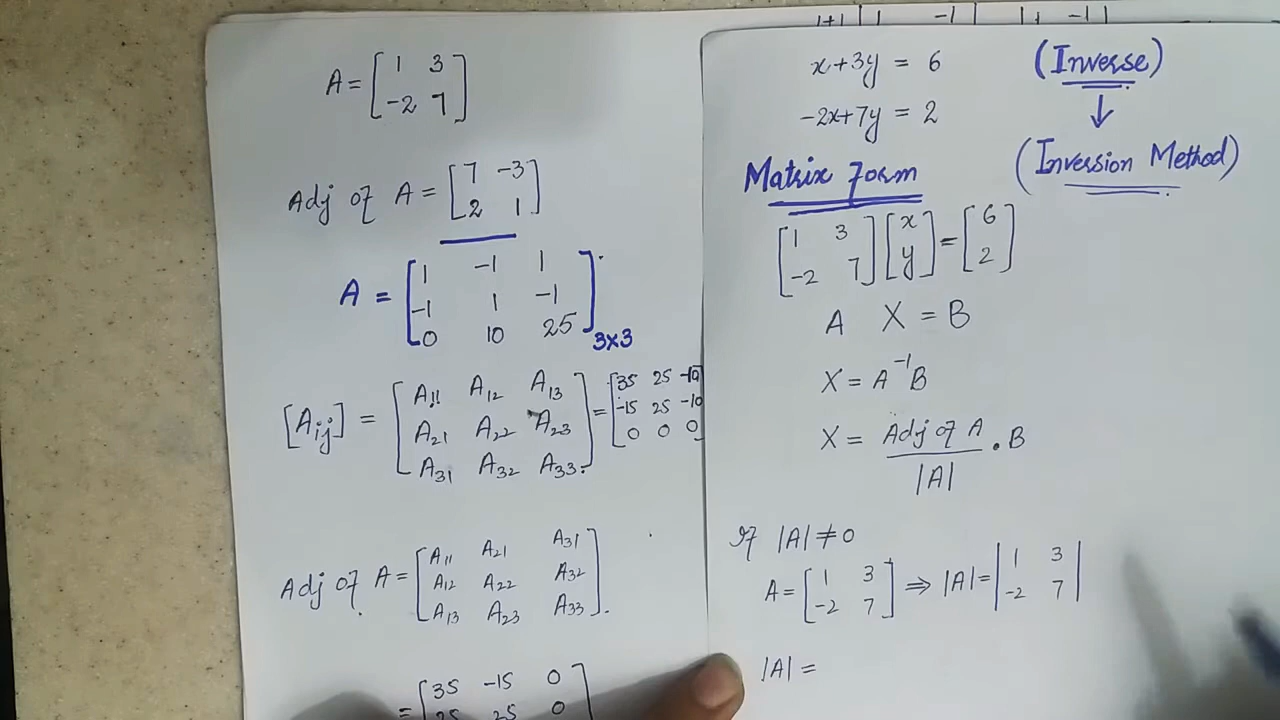 A = [1 3
-2 7]
Adj of A = [7 -3
2 1]
A = [1 -1 1
-1 1 -1
0 10 25] 3x3
[Aij] = [A11 A12 A13
A21 A22 A23
A31 A32 A33.] = [35 25 -10
-15 25 -10
0 0 0]
Adj of A = [A11 A21 A31
A12 A22 A32
A13 A23 A33].
= [35 -15 0
25 25 0
x+3y = 6
-2x+7y = 2
(Inverse)
↓
(Inversion Method)
Matrix Form
[1 3
-2 7] [x
y] = [6
2]
A X = B
X = A⁻¹B
X = Adj of A / |A| . B
If |A| ≠ 0
A = [1 3
-2 7] ⇒ |A| = |1 3
-2 7|
|A| =